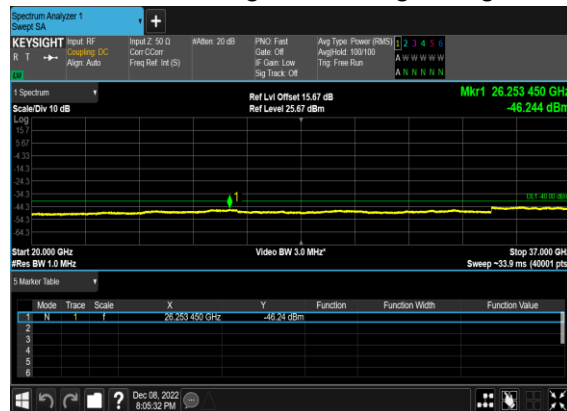 Spectrum Analyzer 1
Swept SA
+
KEYSIGHT Input: RF Input Z: 50 Ω #Atten: 20 dB PNO: Fast Avg Type: Power (RMS) 1 2 3 4 5 6
R T Coupling: DC Corr CCorr Gate: Off Avg|Hold: 100/100 A W W W W W
Align: Auto Freq Ref: Int (S) IF Gain: Low Trig: Free Run
Sig Track: Off A N N N N N
1 Spectrum Ref Lvl Offset 15.67 dB Mkr1 26.253 450 GHz
Scale/Div 10 dB Ref Level 25.67 dBm -46.244 dBm
Log
15.7
5.67
-4.33
-14.3
-24.3
-34.3 1
-44.3
-54.3
-64.3
Start 20.000 GHz Video BW 3.0 MHz* Stop 37.000 GHz
#Res BW 1.0 MHz Sweep ~33.9 ms (40001 pts)
5 Marker Table
Mode Trace Scale X Y Function Function Width Function Value
1 N 1 f 26.253 450 GHz -46.24 dBm
2
3
4
5
6
? Dec 08, 2022
8:05:32 PM